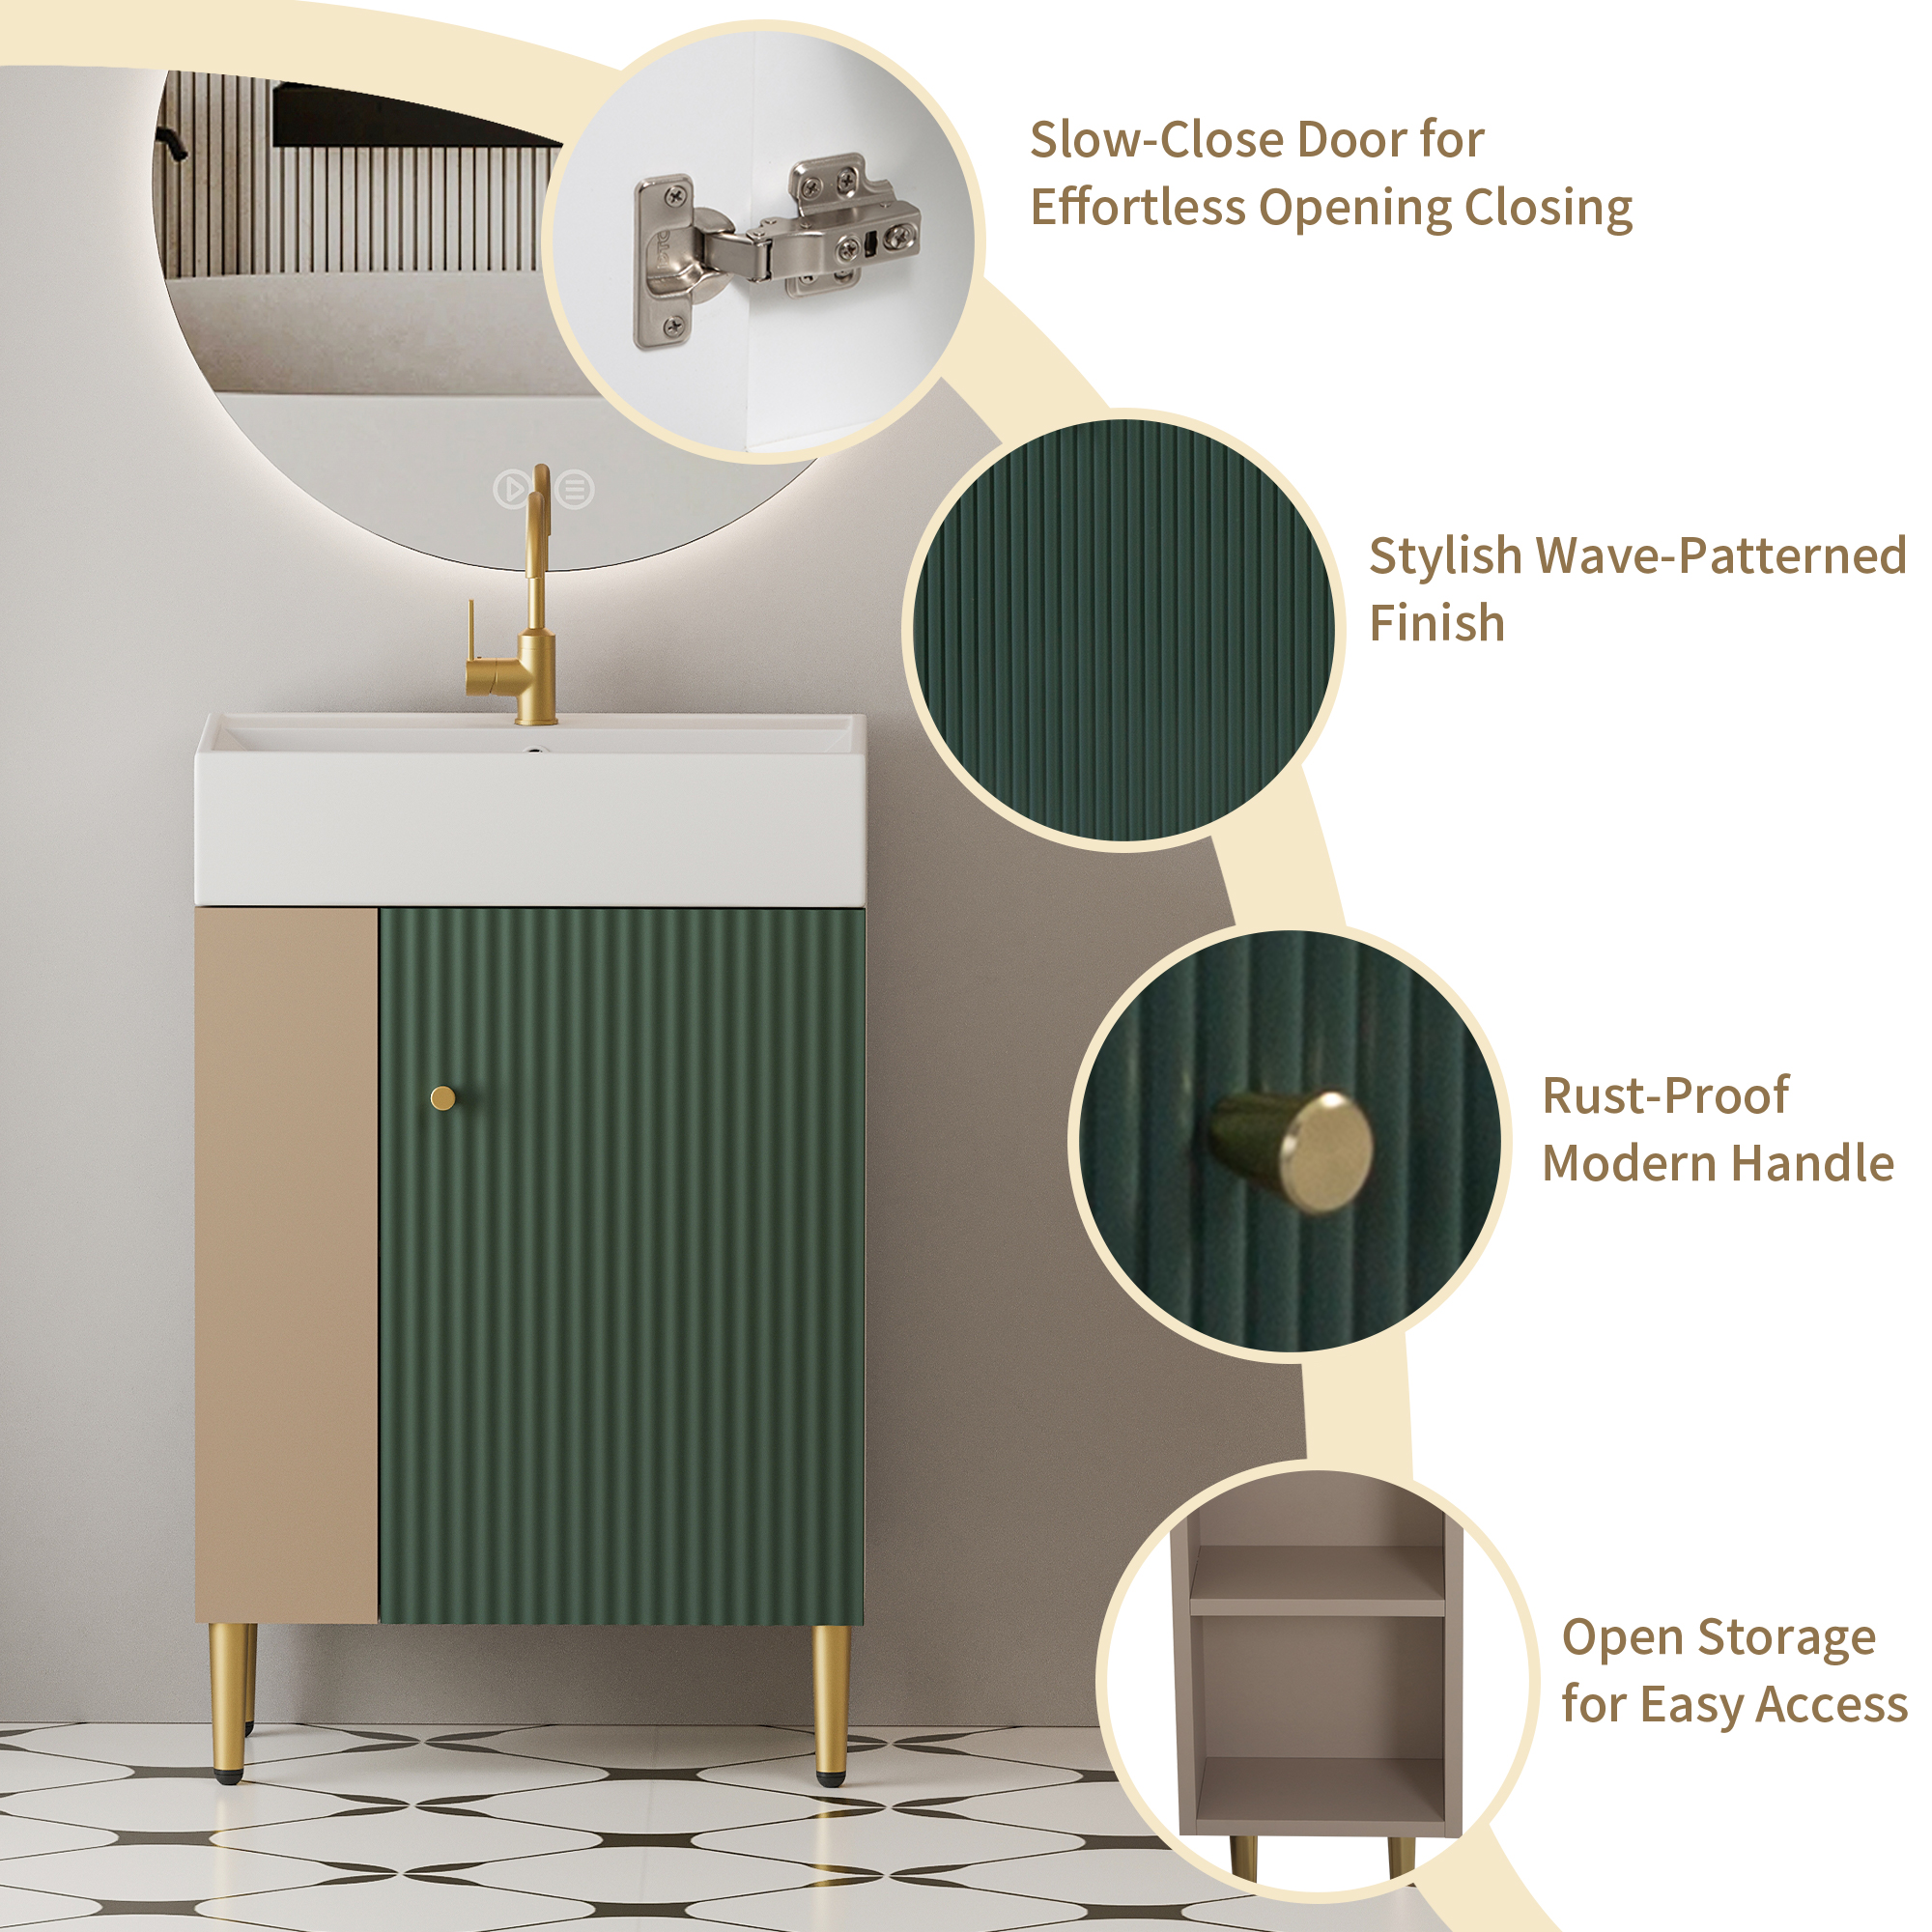 Slow-Close Door for
Effortless Opening Closing
Stylish Wave-Patterned
Finish
Rust-Proof
Modern Handle
Open Storage
for Easy Access